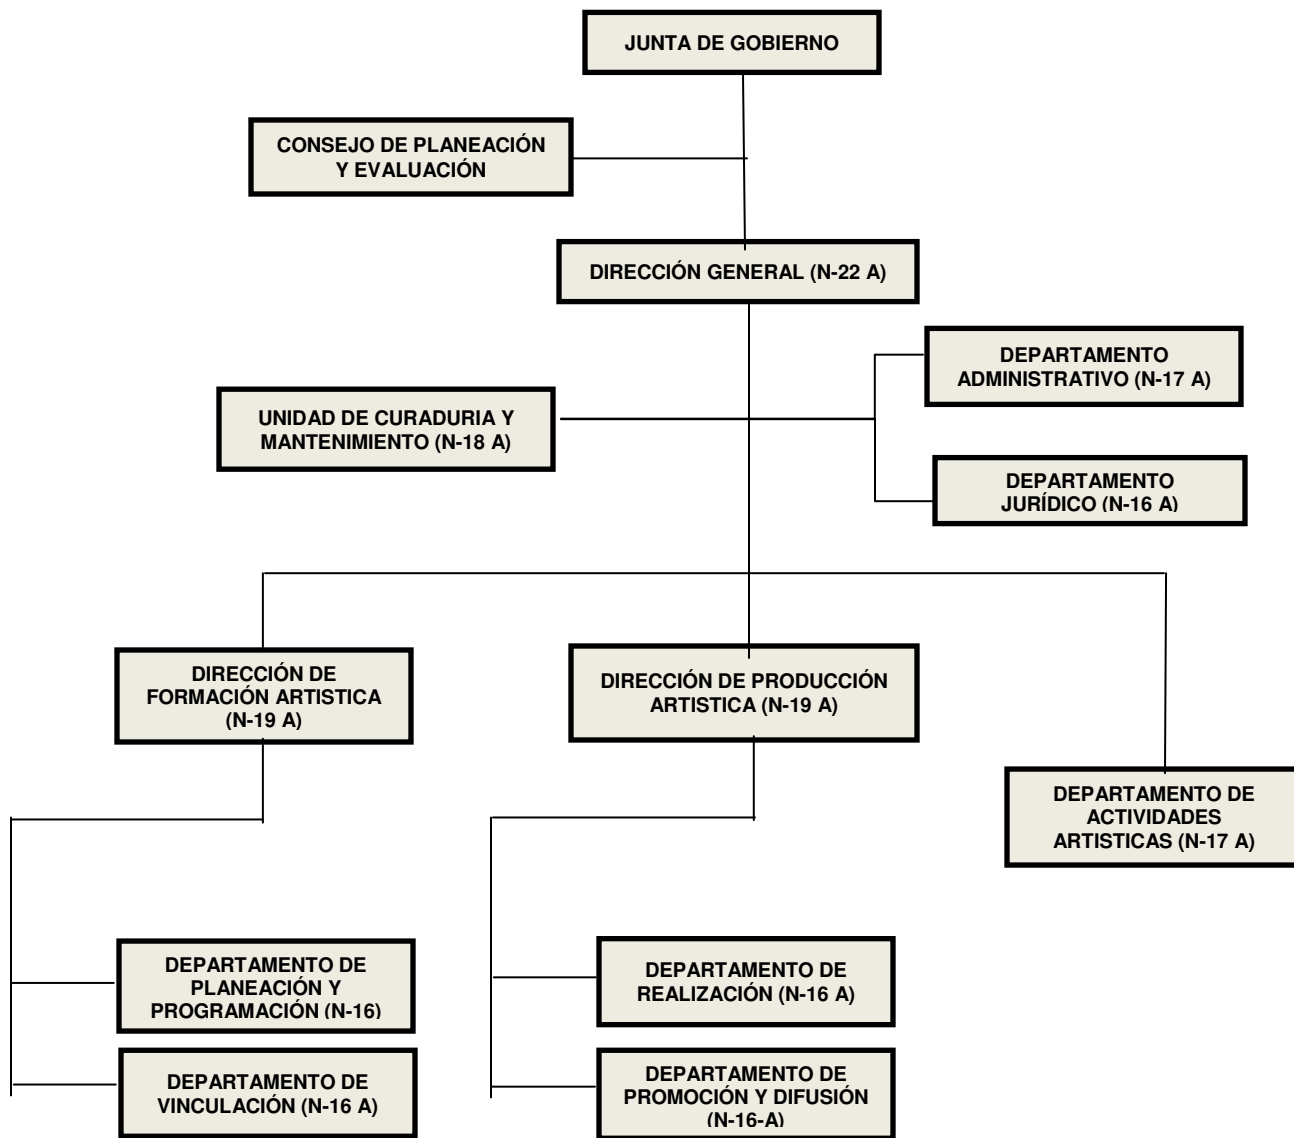 JUNTA DE GOBIERNO
CONSEJO DE PLANEACIÓN
Y EVALUACIÓN
DIRECCIÓN GENERAL (N-22 A)
DEPARTAMENTO
ADMINISTRATIVO (N-17 A)
UNIDAD DE CURADURIA Y
MANTENIMIENTO (N-18 A)
DEPARTAMENTO
JURÍDICO (N-16 A)
DIRECCIÓN DE
FORMACIÓN ARTISTICA
(N-19 A)
DIRECCIÓN DE PRODUCCIÓN
ARTISTICA (N-19 A)
DEPARTAMENTO DE
ACTIVIDADES
ARTISTICAS (N-17 A)
DEPARTAMENTO DE
PLANEACIÓN Y
PROGRAMACIÓN (N-16)
DEPARTAMENTO DE
REALIZACIÓN (N-16 A)
DEPARTAMENTO DE
VINCULACIÓN (N-16 A)
DEPARTAMENTO DE
PROMOCIÓN Y DIFUSIÓN
(N-16-A)